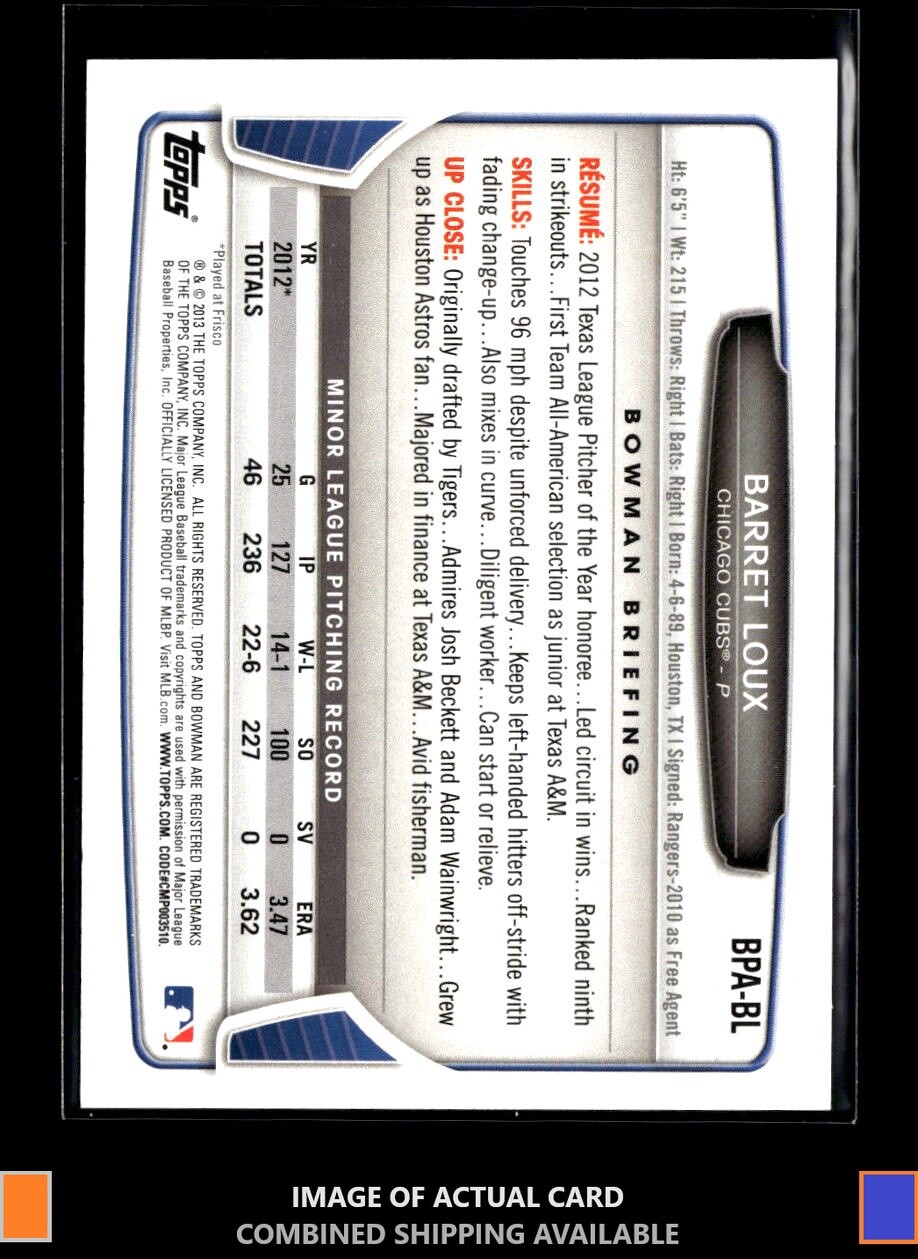 BPA-BL
BARRET LOUX
CHICAGO CUBS® - P
Ht: 6'5" | Wt: 215 | Throws: Right | Bats: Right | Born: 4-6-89, Houston, TX | Signed: Rangers-2010 as Free Agent
BOWMAN BRIEFING
RÉSUMÉ: 2012 Texas League Pitcher of the Year honoree...Led circuit in wins...Ranked ninth
in strikeouts...First Team All-American selection as junior at Texas A&M.
SKILLS: Touches 96 mph despite unforced delivery...Keeps left-handed hitters off-stride with
fading change-up...Also mixes in curve...Diligent worker...Can start or relieve.
UP CLOSE: Originally drafted by Tigers...Admires Josh Beckett and Adam Wainwright...Grew
up as Houston Astros fan...Majored in finance at Texas A&M...Avid fisherman.
MINOR LEAGUE PITCHING RECORD
YR G IP W-L SO SV ERA
2012* 25 127 14-1 100 0 3.47
TOTALS 46 236 22-6 227 0 3.62
*Played at Frisco
topps®
® & © 2013 THE TOPPS COMPANY, INC. ALL RIGHTS RESERVED. TOPPS AND BOWMAN ARE REGISTERED TRADEMARKS
OF THE TOPPS COMPANY, INC. Major League Baseball trademarks and copyrights are used with permission of Major League
Baseball Properties, Inc. OFFICIALLY LICENSED PRODUCT OF MLBP. Visit MLB.com. WWW.TOPPS.COM. CODE#CMP003510.
IMAGE OF ACTUAL CARD
COMBINED SHIPPING AVAILABLE